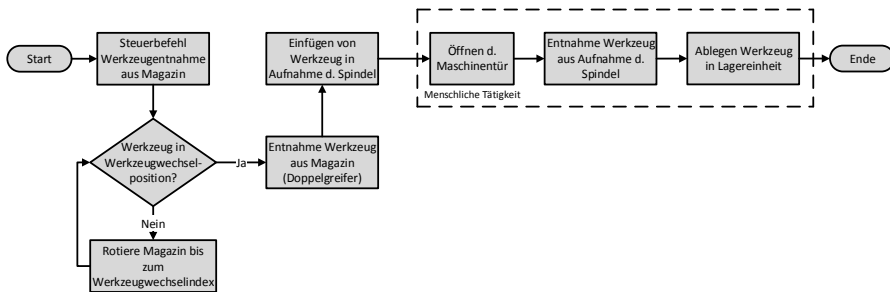 Start
Steuerbefehl
Werkzeugentnahme
aus Magazin
Werkzeug in
Werkzeugwechsel-
position?
Nein
Rotiere Magazin bis
zum
Werkzeugwechselindex
Ja
Entnahme Werkzeug
aus Magazin
(Doppelgreifer)
Einfügen von
Werkzeug in
Aufnahme d. Spindel
Öffnen d.
Maschinentür
Entnahme Werkzeug
aus Aufnahme d.
Spindel
Ablegen Werkzeug
in Lagereinheit
Menschliche Tätigkeit
Ende